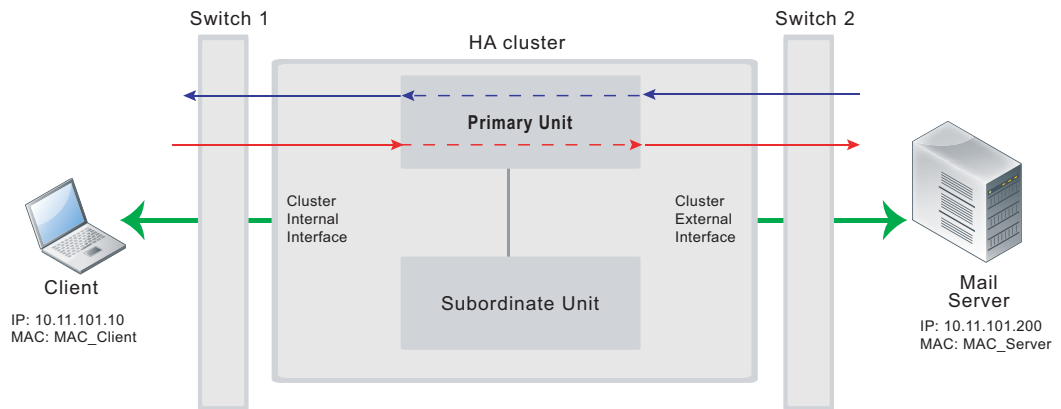 Switch 1
Switch 2
HA cluster
Primary Unit
Cluster
Internal
Interface
Cluster
External
Interface
Subordinate Unit
Client
IP: 10.11.101.10
MAC: MAC_Client
Mail
Server
IP: 10.11.101.200
MAC: MAC_Server